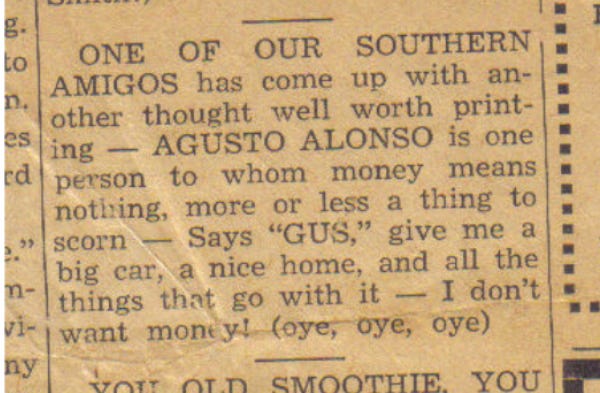 ONE OF OUR SOUTHERN
AMIGOS has come up with an-
other thought well worth print-
ing — AGUSTO ALONSO is one
person to whom money means
nothing, more or less a thing to
scorn — Says “GUS,” give me a
big car, a nice home, and all the
things that go with it — I don't
want money! (oye, oye, oye)
YOU OLD SMOOTHIE, YOU